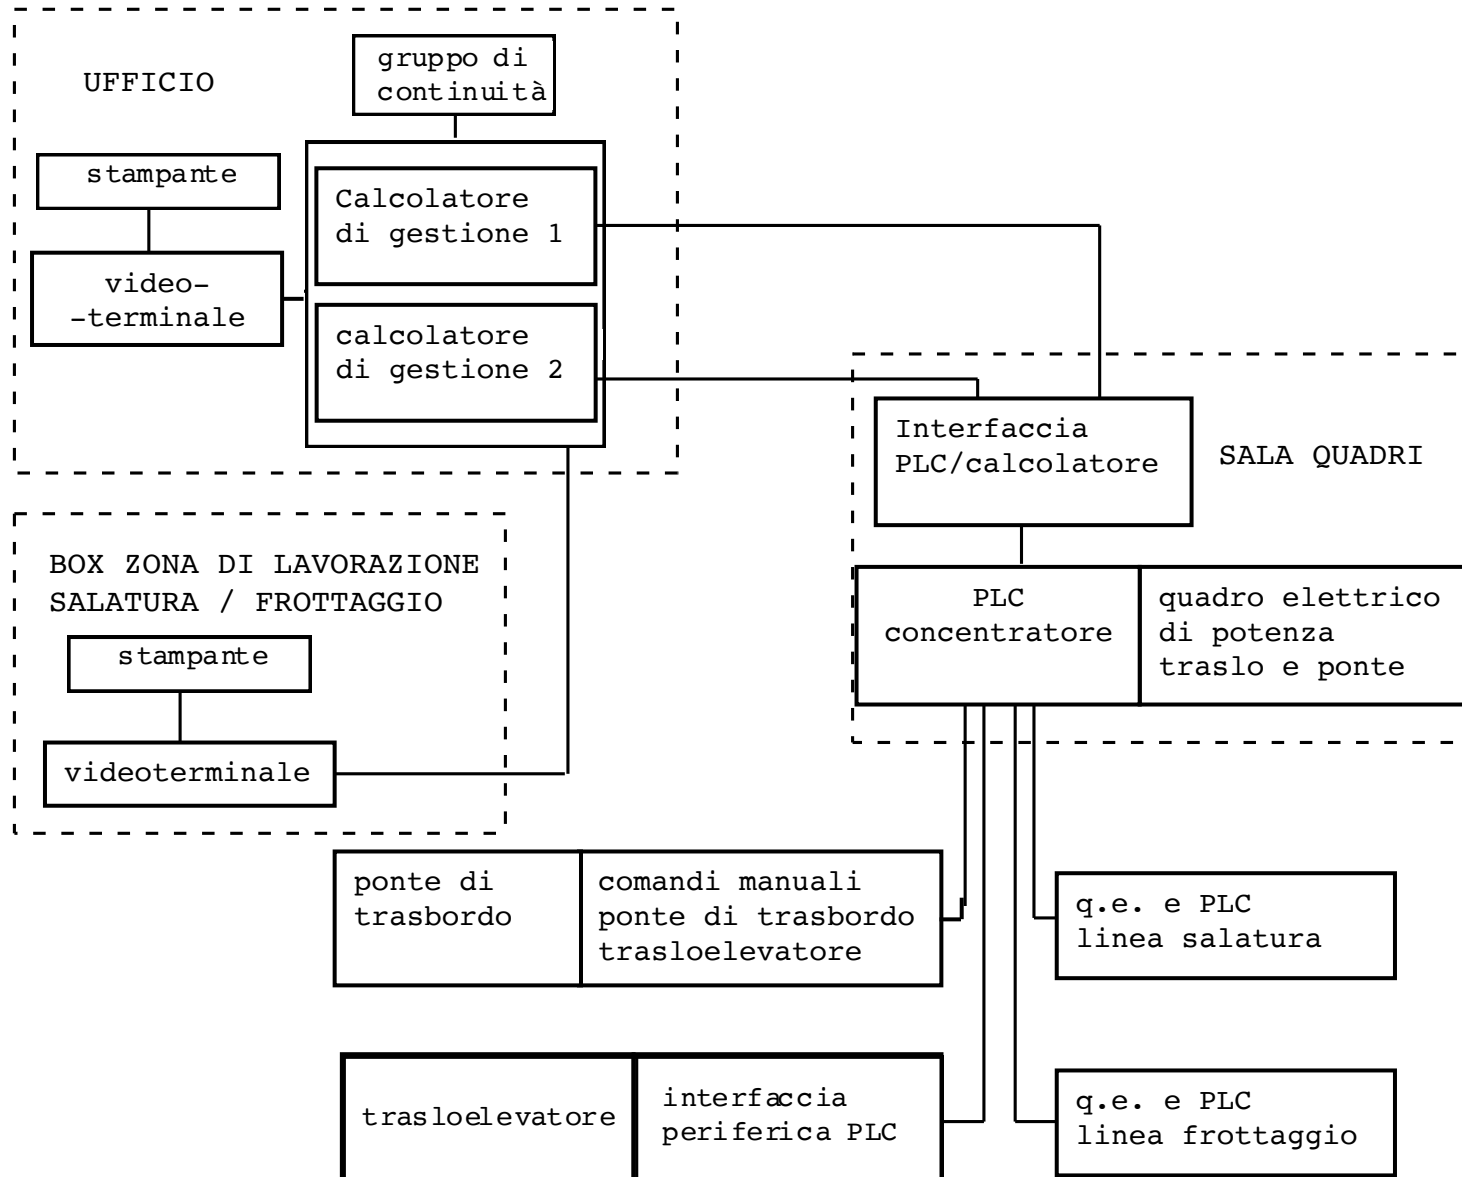 UFFICIO
gruppo di
continuità
stampante
Calcolatore
di gestione 1
video-
-terminale
calcolatore
di gestione 2
Interfaccia
PLC/calcolatore
SALA QUADRI
BOX ZONA DI LAVORAZIONE
SALATURA / FROTTAGGIO
stampante
videoterminale
PLC
concentratore
quadro elettrico
di potenza
traslo e ponte
ponte di
trasbordo
comandi manuali
ponte di trasbordo
trasloelevatore
q.e. e PLC
linea salatura
trasloelevatore
interfaccia
periferica PLC
q.e. e PLC
linea frottaggio